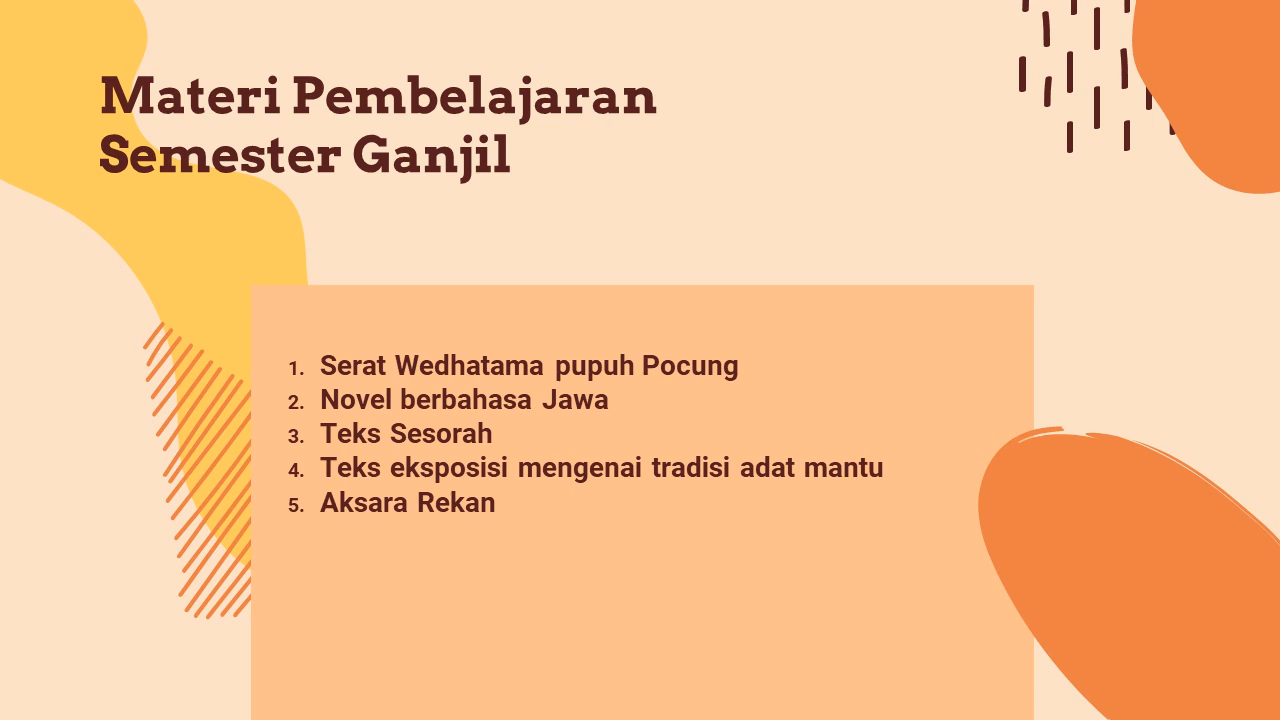 Materi Pembelajaran
Semester Ganjil
1. Serat Wedhatama pupuh Pocung
2. Novel berbahasa Jawa
3. Teks Sesorah
4. Teks eksposisi mengenai tradisi adat mantu
5. Aksara Rekan